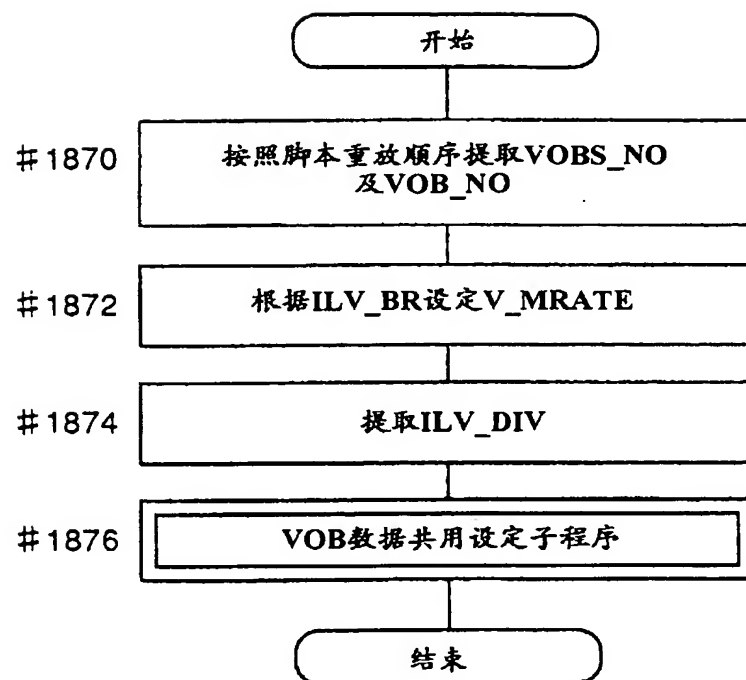 开始
#1870
按照脚本重放顺序提取VOBS_NO
及VOB_NO
#1872
根据ILV_BR设定V_MRATE
#1874
提取ILV_DIV
#1876
VOB数据共用设定子程序
结束